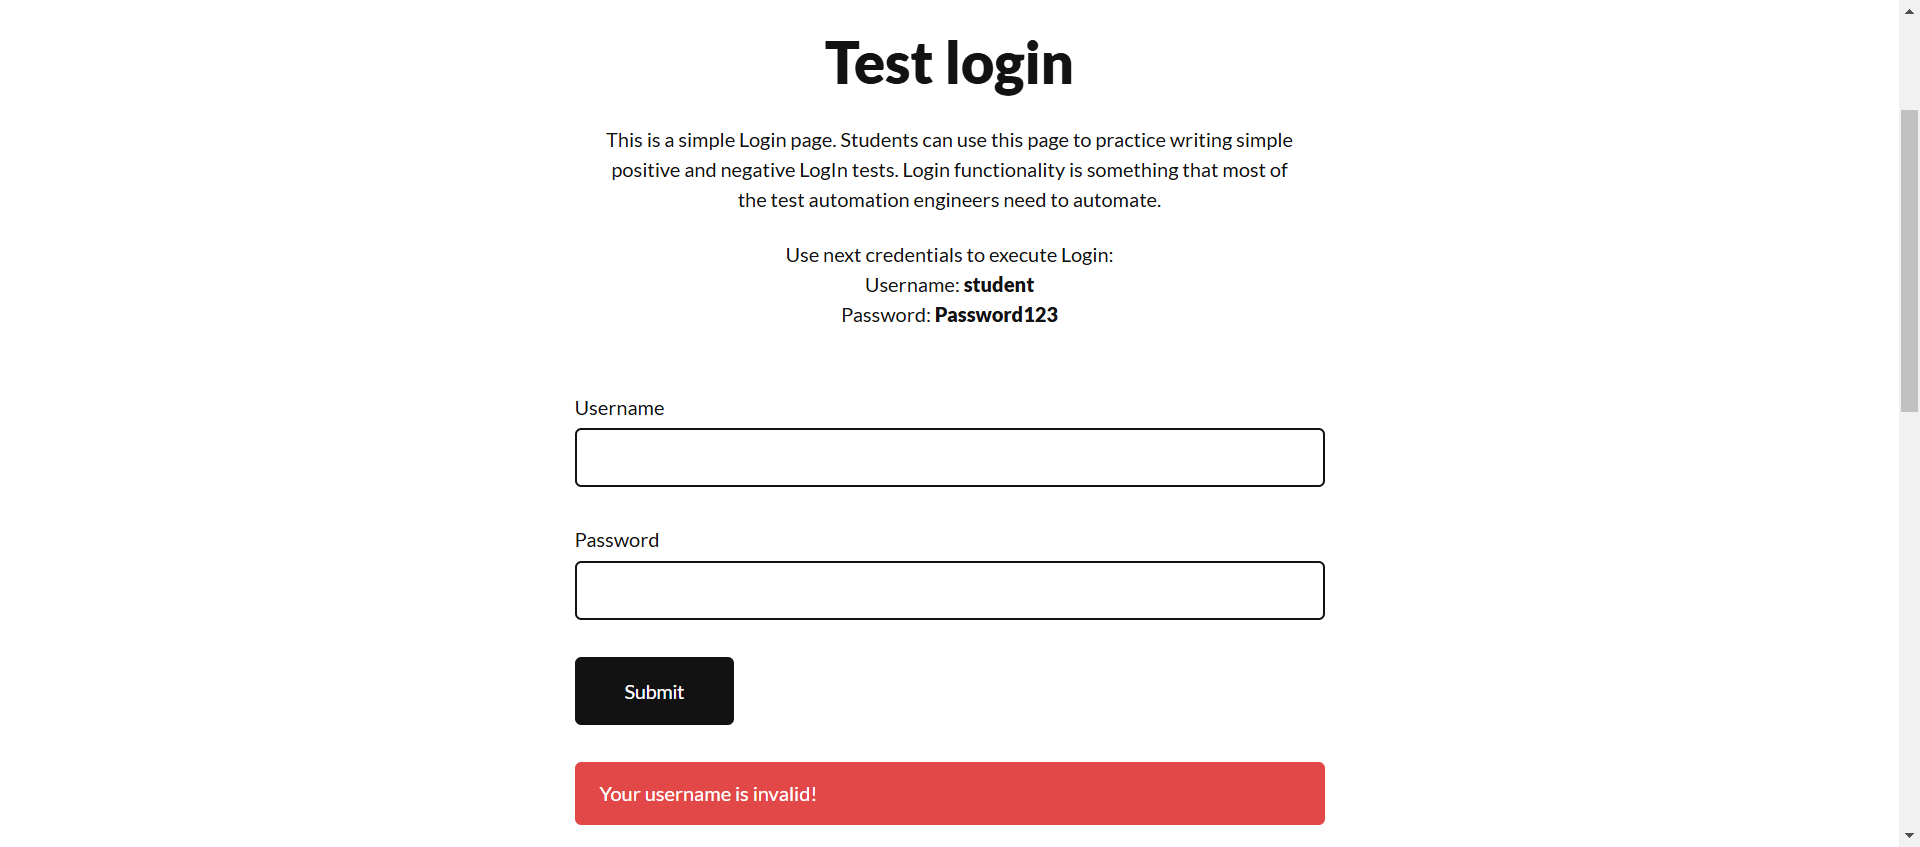 Test login
This is a simple Login page. Students can use this page to practice writing simple
positive and negative LogIn tests. Login functionality is something that most of
the test automation engineers need to automate.
Use next credentials to execute Login:
Username: student
Password: Password123
Username
Password
Submit
Your username is invalid!